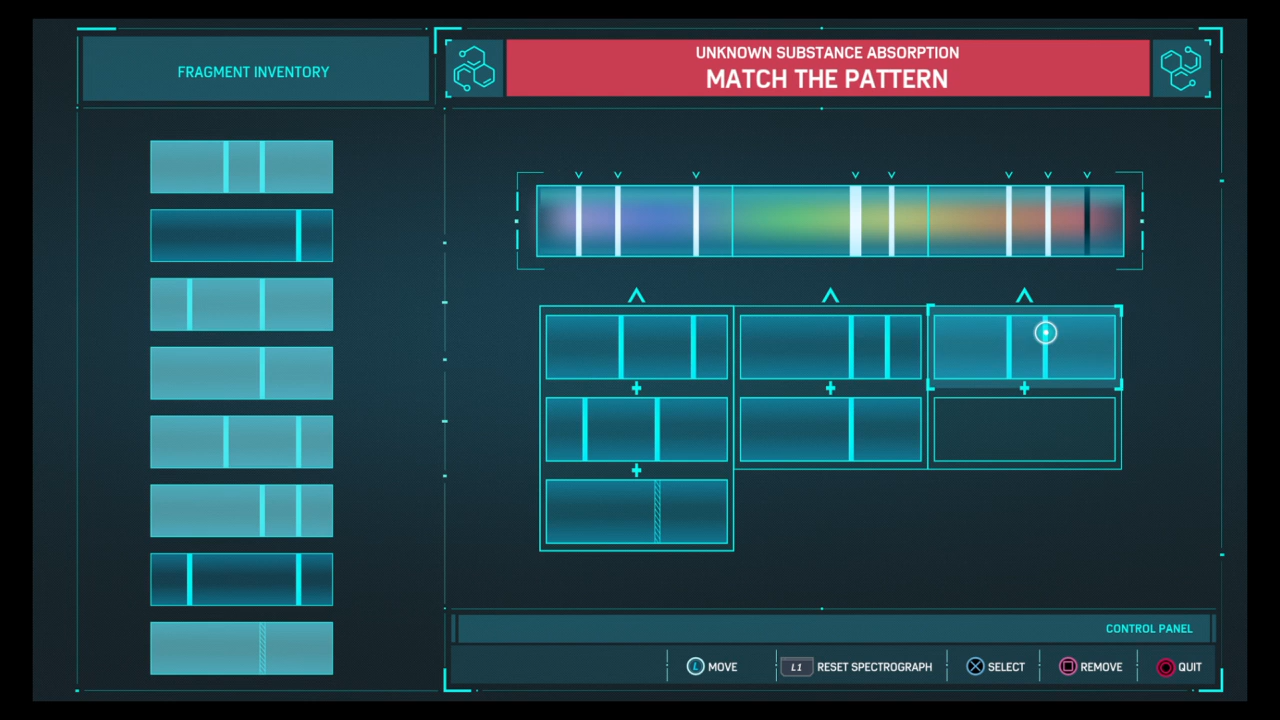 FRAGMENT INVENTORY
UNKNOWN SUBSTANCE ABSORPTION
MATCH THE PATTERN
CONTROL PANEL
L MOVE
L1 RESET SPECTROGRAPH
SELECT
REMOVE
QUIT